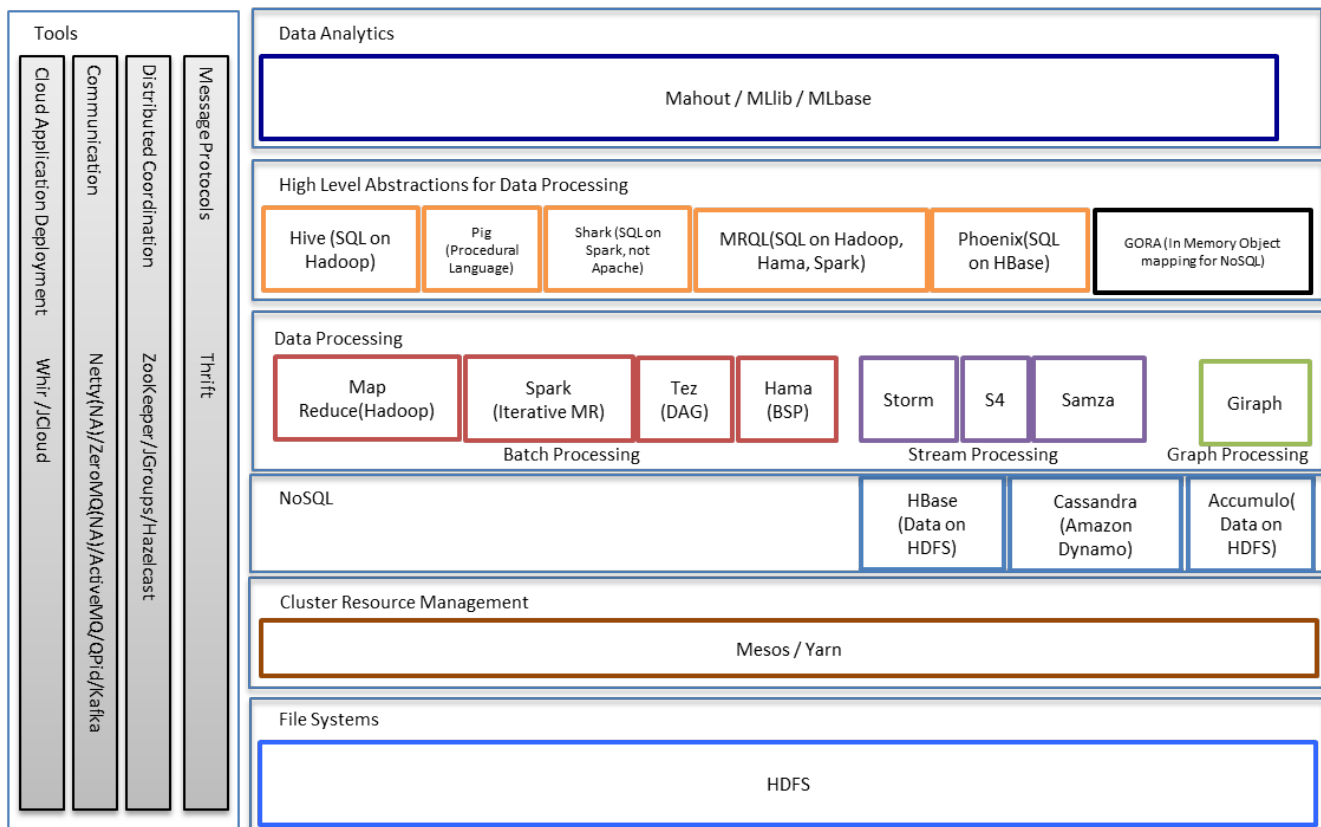 Tools
Cloud Application Deployment
Whir /JCloud
Communication
Netty(NA)/ZeroMQ(NA)/ActiveMQ/QPid/Kafka
Distributed Coordination
ZooKeeper/JGroups/Hazelcast
Message Protocols
Thrift
Data Analytics
Mahout / MLlib / MLbase
High Level Abstractions for Data Processing
Hive (SQL on
Hadoop)
Pig
(Procedural
Language)
Shark (SQL on
Spark, not
Apache)
MRQL(SQL on Hadoop,
Hama, Spark)
Phoenix(SQL
on HBase)
GORA (In Memory Object
mapping for NoSQL)
Data Processing
Map
Reduce(Hadoop)
Spark
(Iterative MR)
Tez
(DAG)
Hama
(BSP)
Storm
S4
Samza
Giraph
Batch Processing
Stream Processing
Graph Processing
NoSQL
HBase
(Data on
HDFS)
Cassandra
(Amazon
Dynamo)
Accumulo(
Data on
HDFS)
Cluster Resource Management
Mesos / Yarn
File Systems
HDFS